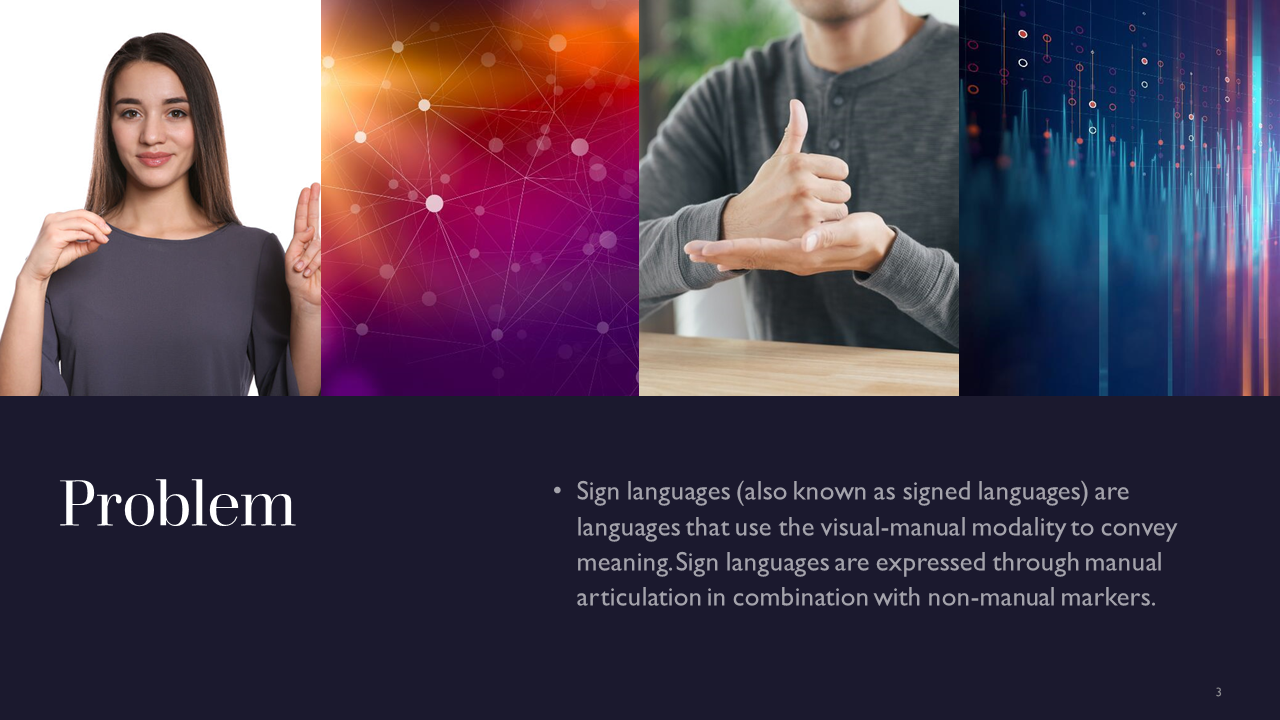 Problem
• Sign languages (also known as signed languages) are
languages that use the visual-manual modality to convey
meaning. Sign languages are expressed through manual
articulation in combination with non-manual markers.
3